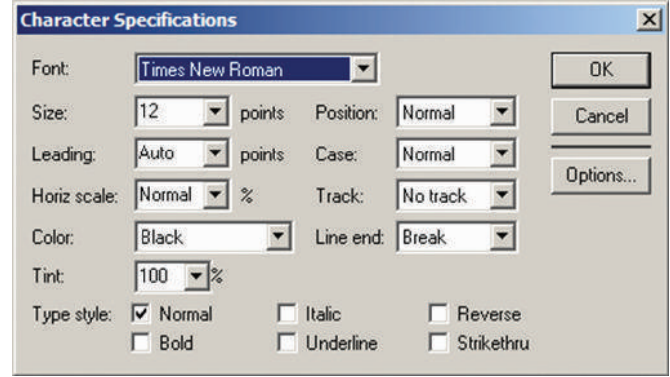 Character Specifications
Font: Times New Roman OK
Size: 12 points Position: Normal Cancel
Leading: Auto points Case: Normal
Horiz scale: Normal % Track: No track Options...
Color: Black Line end: Break
Tint: 100 %
Type style: Normal Italic Reverse
Bold Underline Strikethru